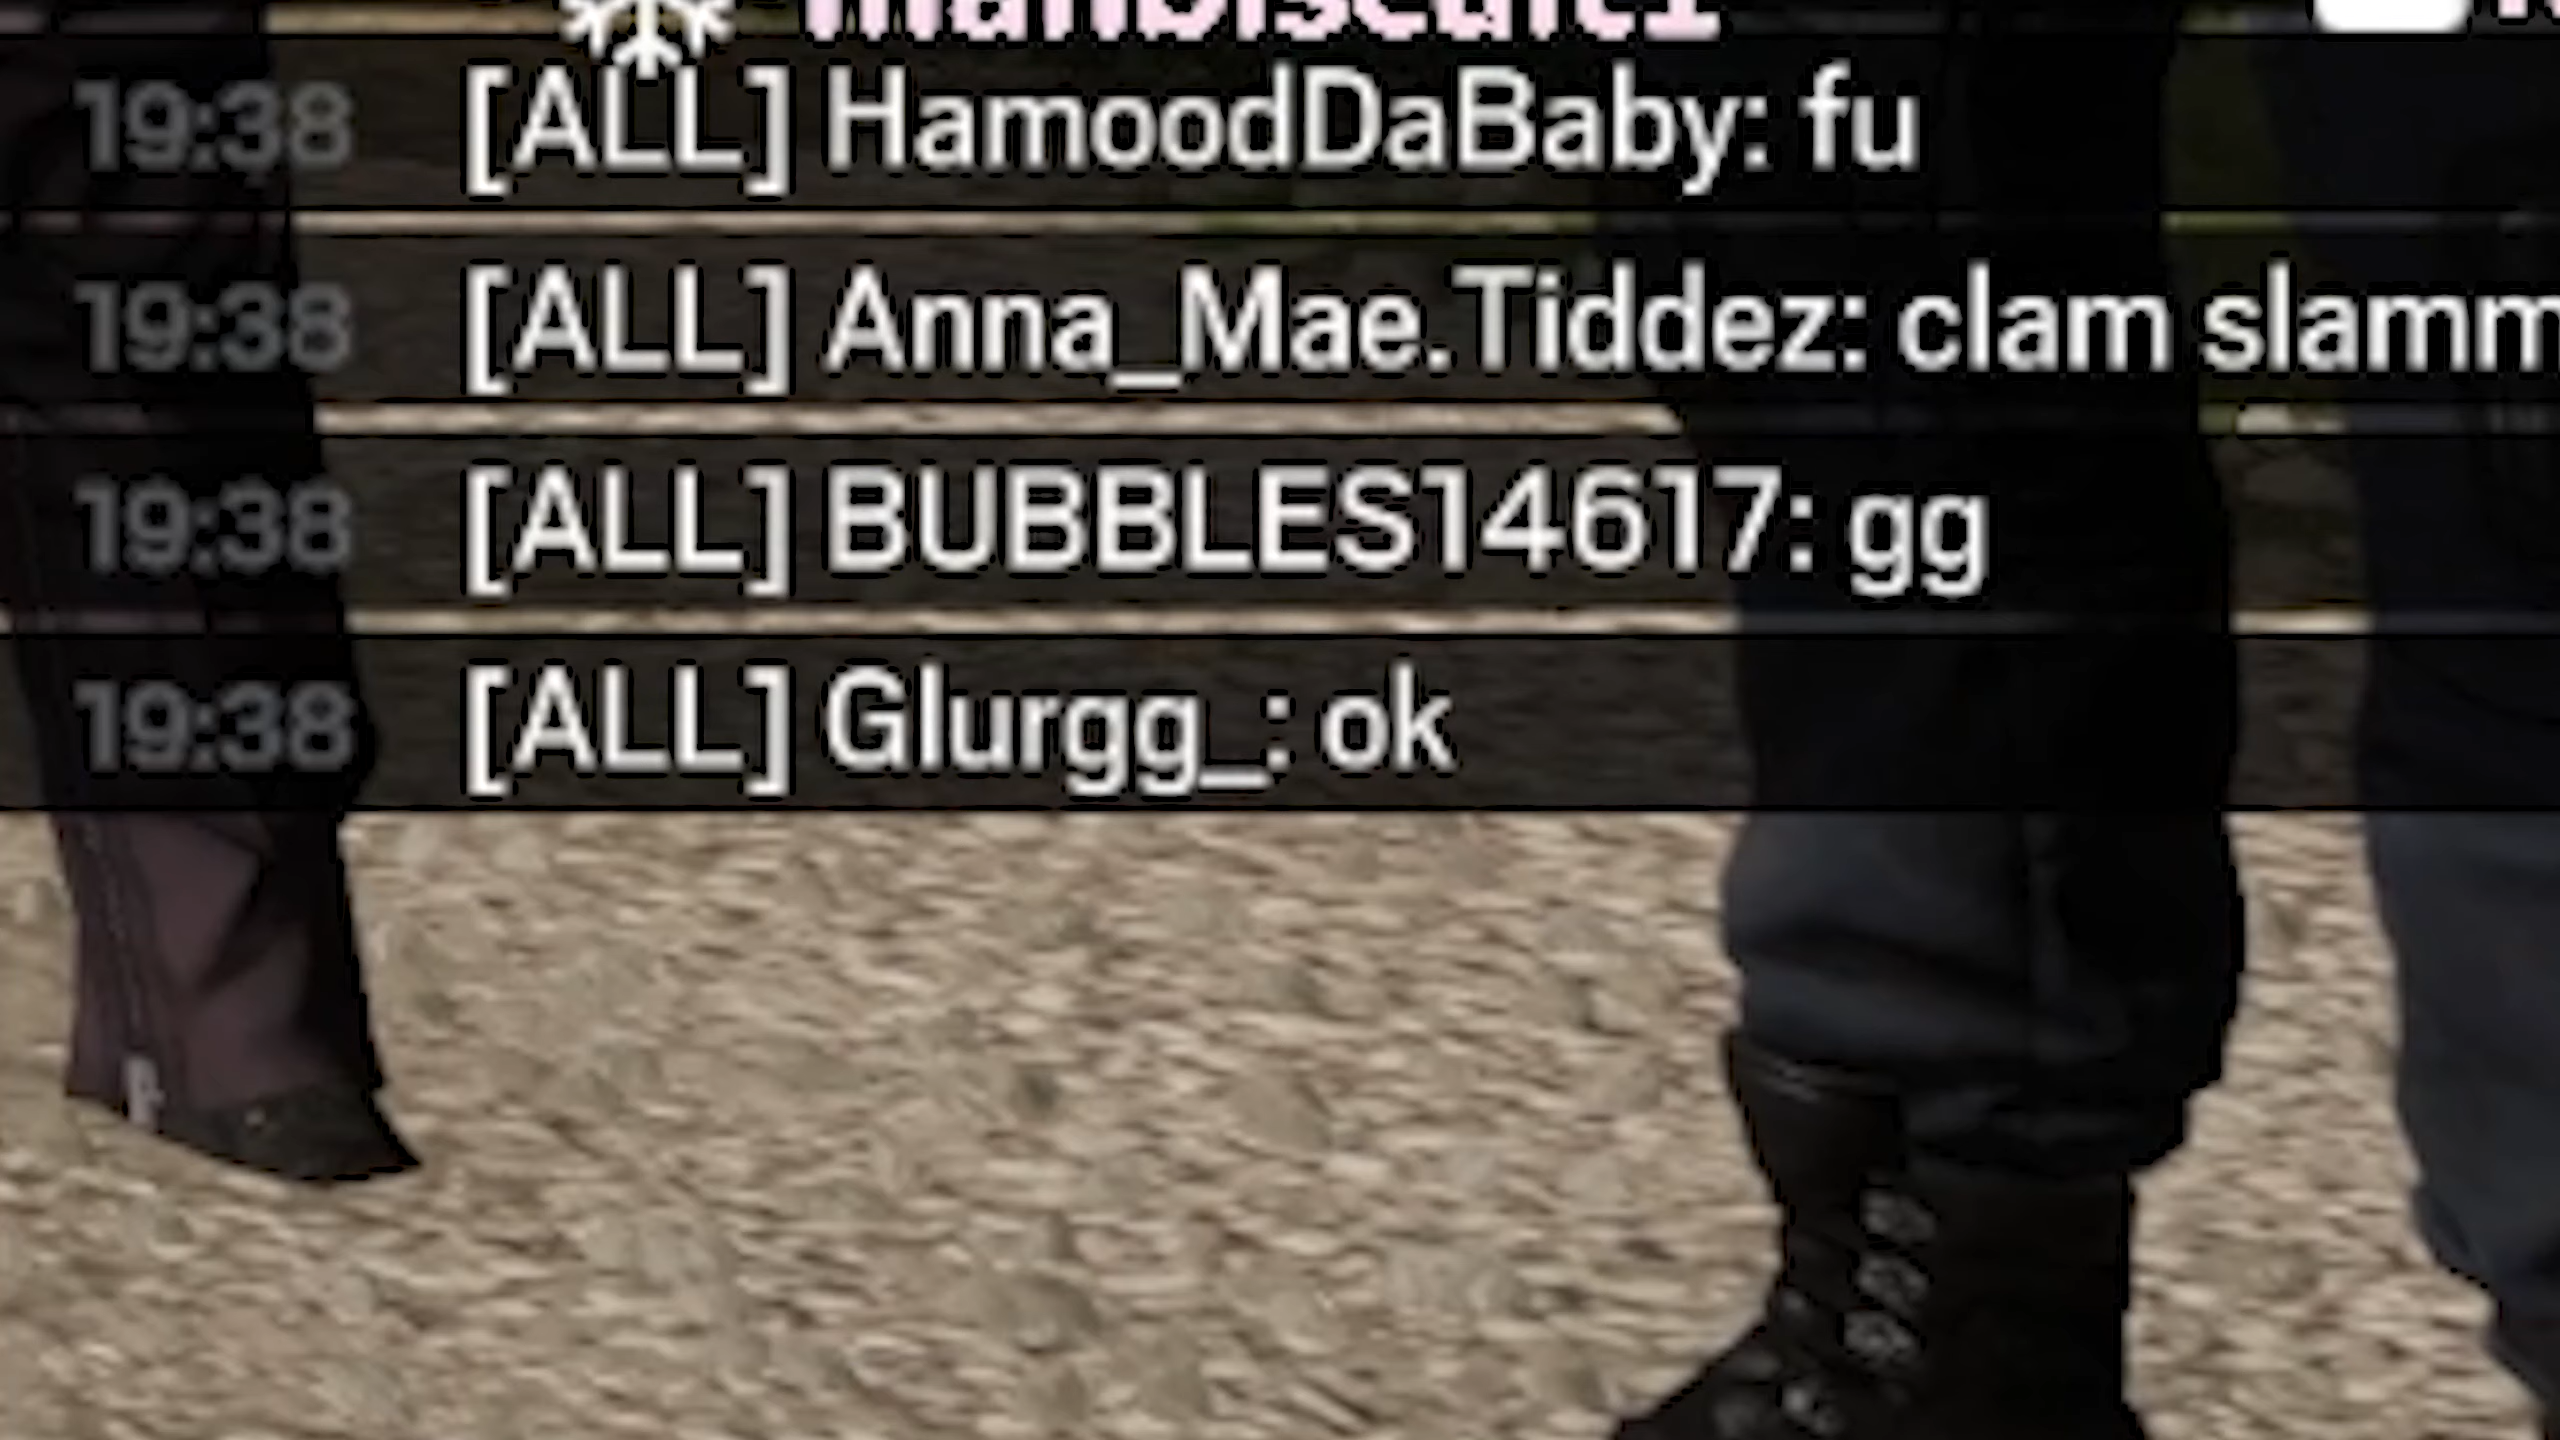 19:38 [ALL] HamoodDaBaby: fu
19:38 [ALL] Anna_Mae.Tiddez: clam slamm
19:38 [ALL] BUBBLES14617: gg
19:38 [ALL] Glurgg_: ok